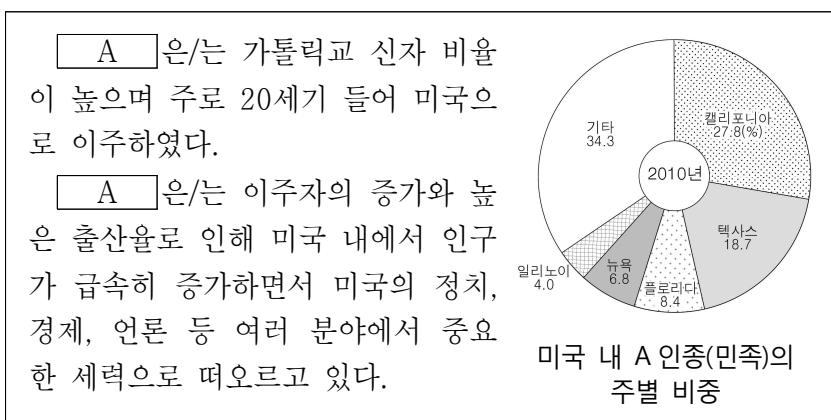 A 은/는 가톨릭교 신자 비율
이 높으며 주로 20세기 들어 미국으
로 이주하였다.
A 은/는 이주자의 증가와 높
은 출산율로 인해 미국 내에서 인구
가 급속히 증가하면서 미국의 정치,
경제, 언론 등 여러 분야에서 중요
한 세력으로 떠오르고 있다.
기타
34.3
캘리포니아
27.8(%)
2010년
텍사스
18.7
일리노이
4.0
뉴욕
6.8
플로리다
8.4
미국 내 A 인종(민족)의
주별 비중